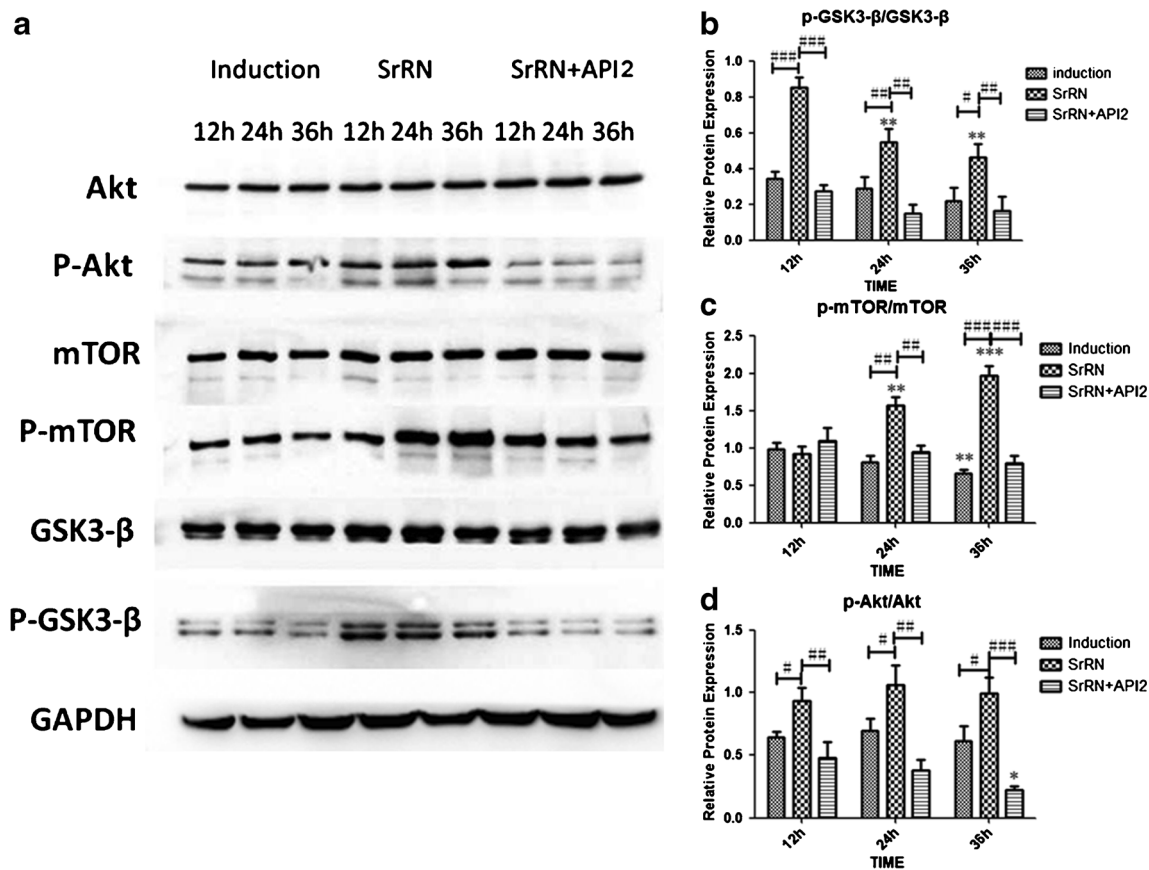 a
Induction SrRN SrRN+API2
12h 24h 36h 12h 24h 36h 12h 24h 36h
Akt
P-Akt
mTOR
P-mTOR
GSK3-β
P-GSK3-β
GAPDH
b
p-GSK3-β/GSK3-β
Relative Protein Expression
1.0
0.8
0.6
0.4
0.2
0.0
### ###
## ##
**
# ##
**
12h 24h 36h
TIME
induction
SrRN
SrRN+API2
c
p-mTOR/mTOR
Relative Protein Expression
2.5
2.0
1.5
1.0
0.5
0.0
## ##
**
### ###
***
**
12h 24h 36h
TIME
Induction
SrRN
SrRN+API2
d
p-Akt/Akt
Relative Protein Expression
1.5
1.0
0.5
0.0
# ##
# ##
# ###
*
12h 24h 36h
TIME
Induction
SrRN
SrRN+API2